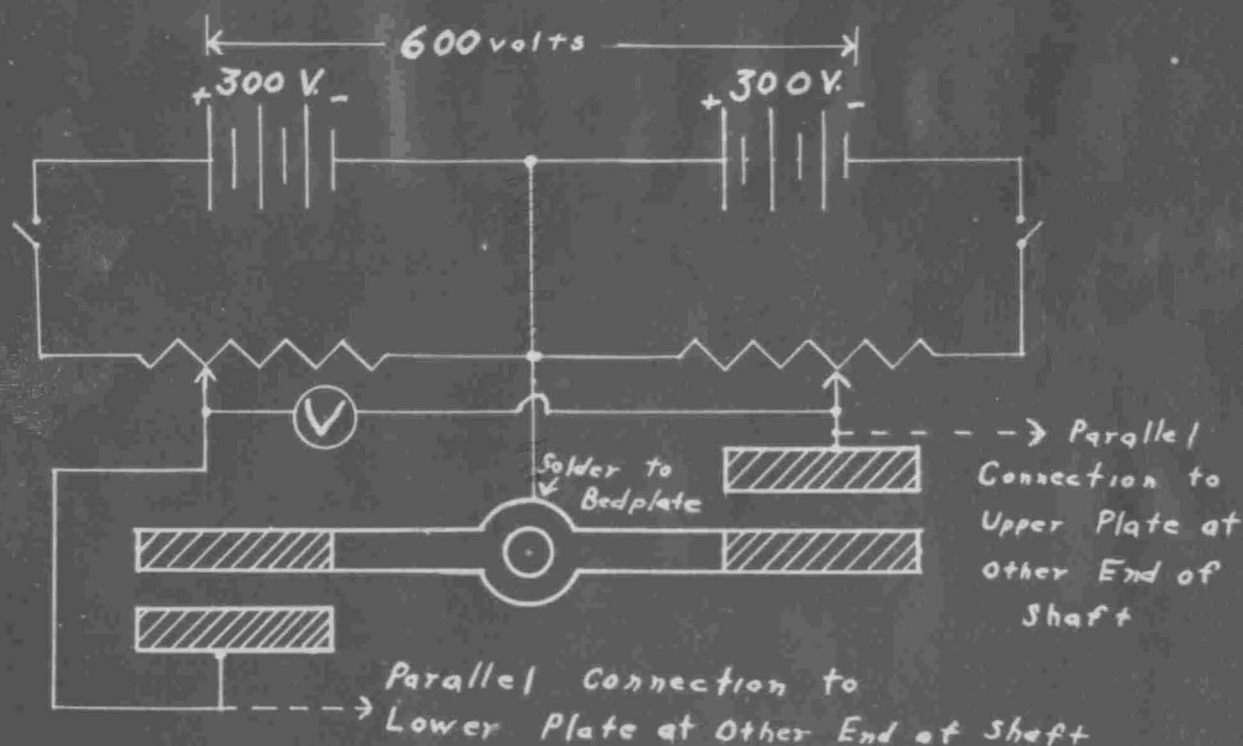 600 volts
+ 300 V. -
+ 300 V. -
V
Solder to
Bedplate
Parallel
Connection to
Upper Plate at
Other End of
Shaft
Parallel Connection to
Lower Plate at Other End of Shaft